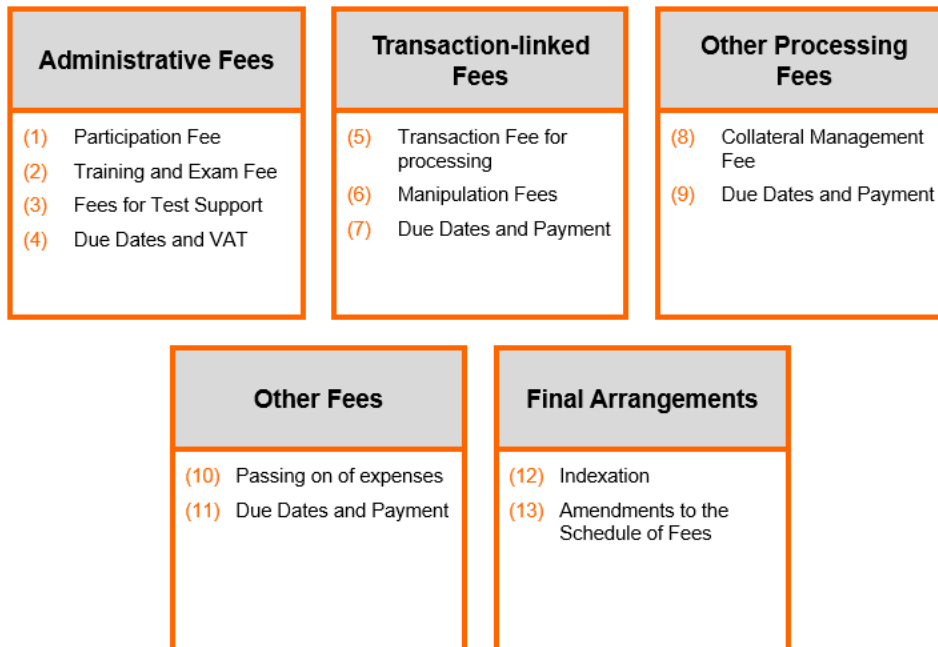 Administrative Fees
(1) Participation Fee
(2) Training and Exam Fee
(3) Fees for Test Support
(4) Due Dates and VAT
Transaction-linked
Fees
(5) Transaction Fee for
processing
(6) Manipulation Fees
(7) Due Dates and Payment
Other Processing
Fees
(8) Collateral Management
Fee
(9) Due Dates and Payment
Other Fees
(10) Passing on of expenses
(11) Due Dates and Payment
Final Arrangements
(12) Indexation
(13) Amendments to the
Schedule of Fees